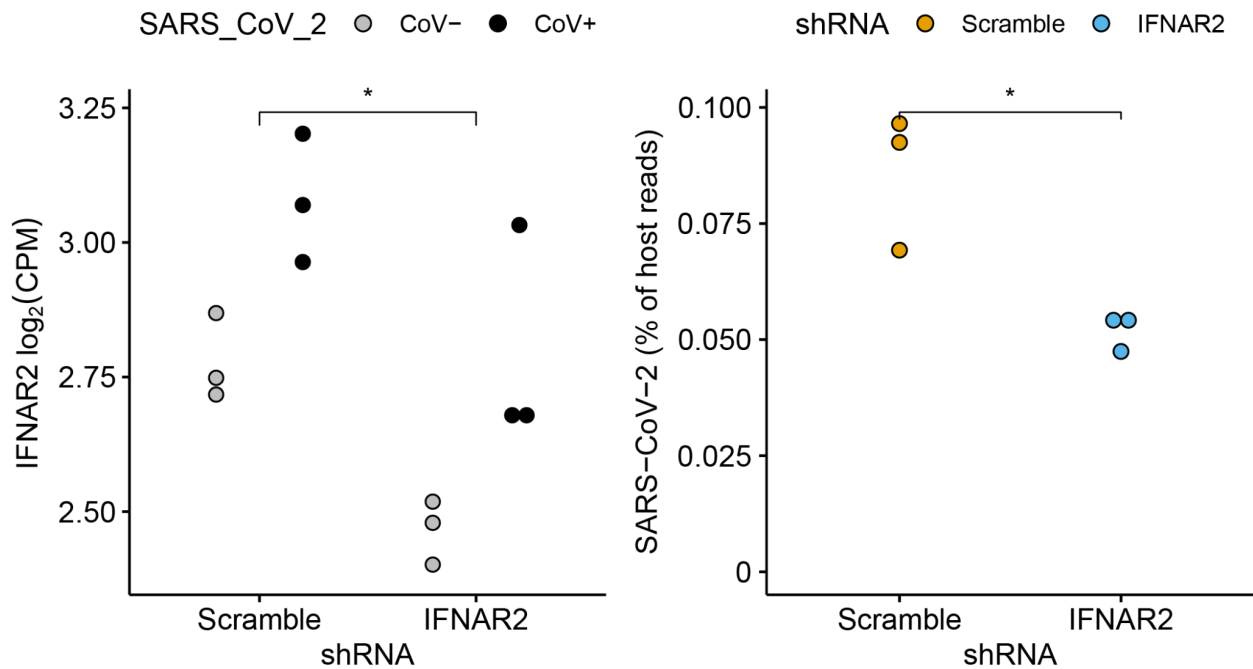 SARS_CoV_2 CoV− CoV+
IFNAR2 log₂(CPM)
3.25
3.00
2.75
2.50
*
Scramble IFNAR2
shRNA
shRNA Scramble IFNAR2
SARS−CoV−2 (% of host reads)
0.100
0.075
0.050
0.025
0
*
Scramble IFNAR2
shRNA